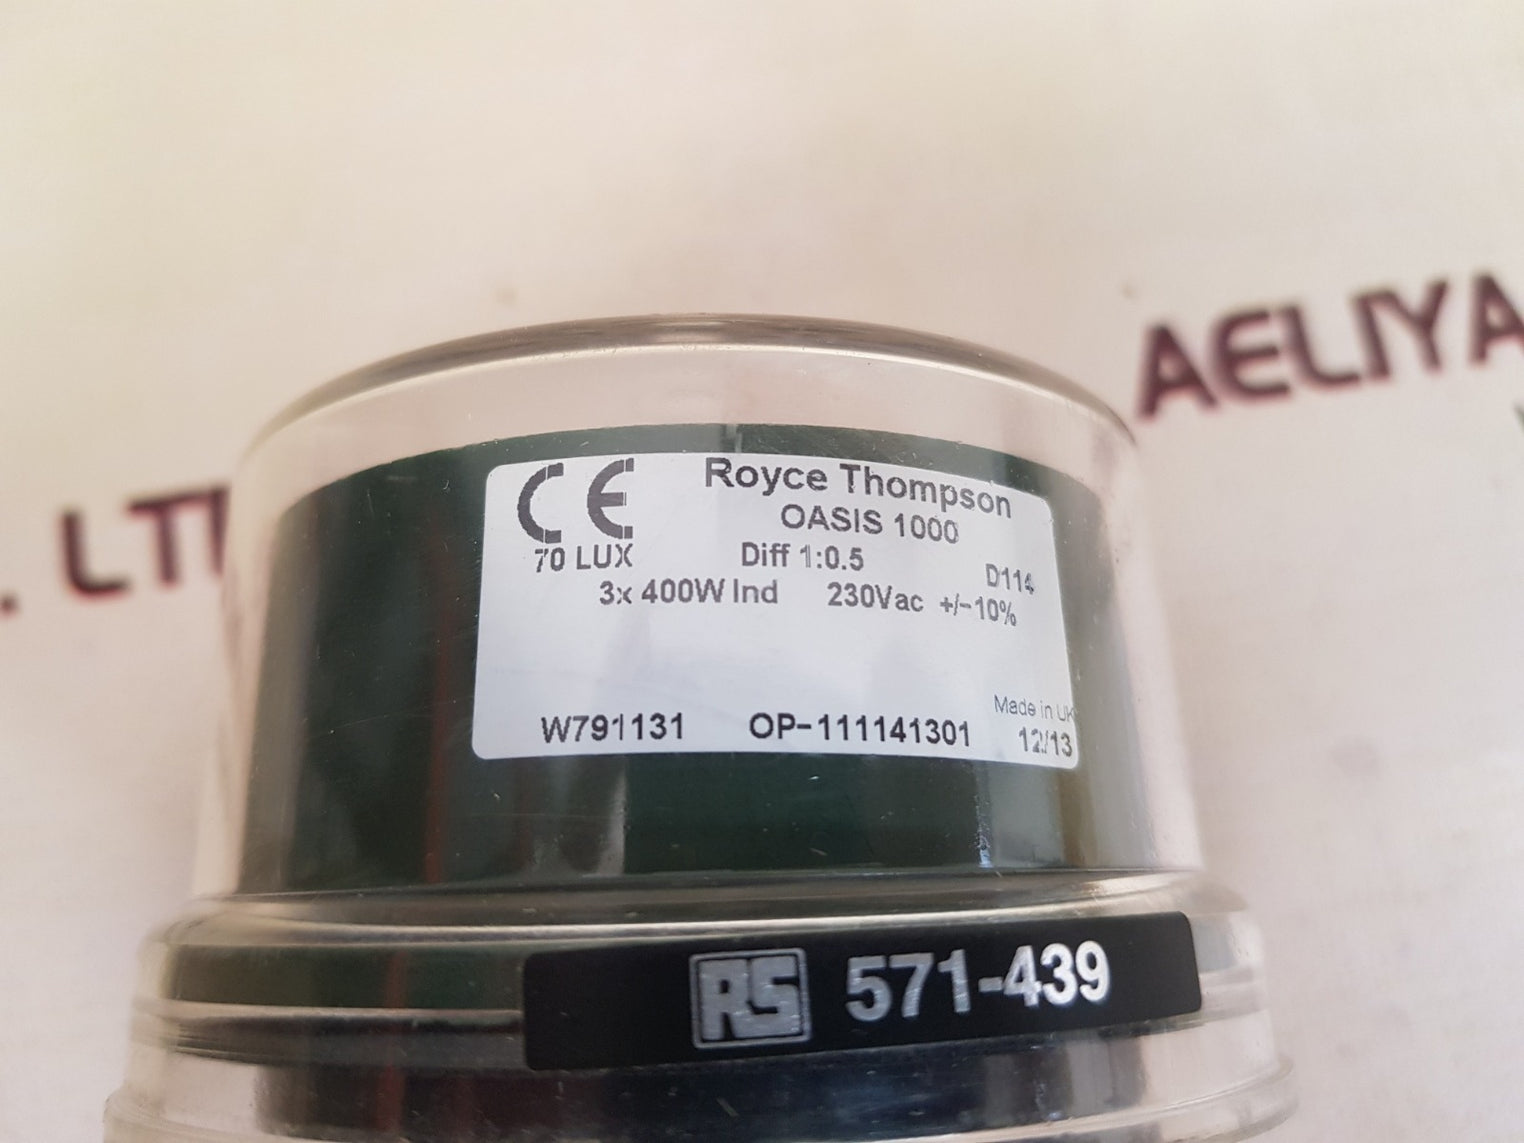 AELIYA
. LT
CE
Royce Thompson
OASIS 1000
70 LUX Diff 1:0.5 D114
3x 400W Ind 230Vac +/-10%
Made in UK
W791131 OP-111141301 12/13
RS 571-439